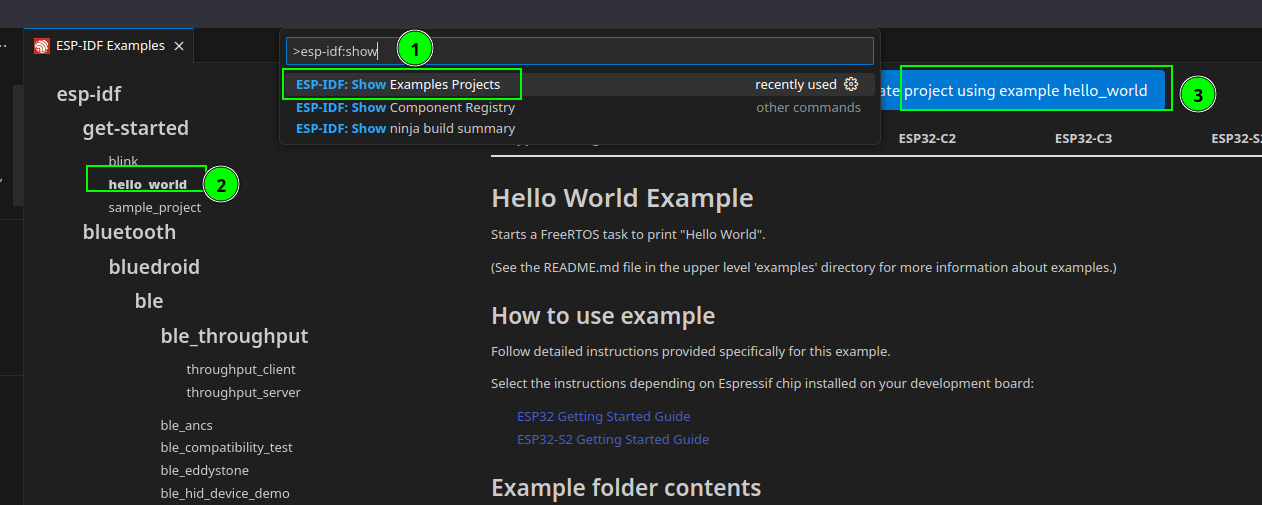 ESP-IDF Examples
>esp-idf:show
1
ESP-IDF: Show Examples Projects
recently used
ESP-IDF: Show Component Registry
other commands
ESP-IDF: Show ninja build summary
project using example hello_world
3
esp-idf
get-started
blink
hello_world
2
sample_project
bluetooth
bluedroid
ble
ble_throughput
throughput_client
throughput_server
ble_ancs
ble_compatibility_test
ble_eddystone
ble_hid_device_demo
ESP32-C2
ESP32-C3
Hello World Example
Starts a FreeRTOS task to print "Hello World".
(See the README.md file in the upper level 'examples' directory for more information about examples.)
How to use example
Follow detailed instructions provided specifically for this example.
Select the instructions depending on Espressif chip installed on your development board:
ESP32 Getting Started Guide
ESP32-S2 Getting Started Guide
Example folder contents